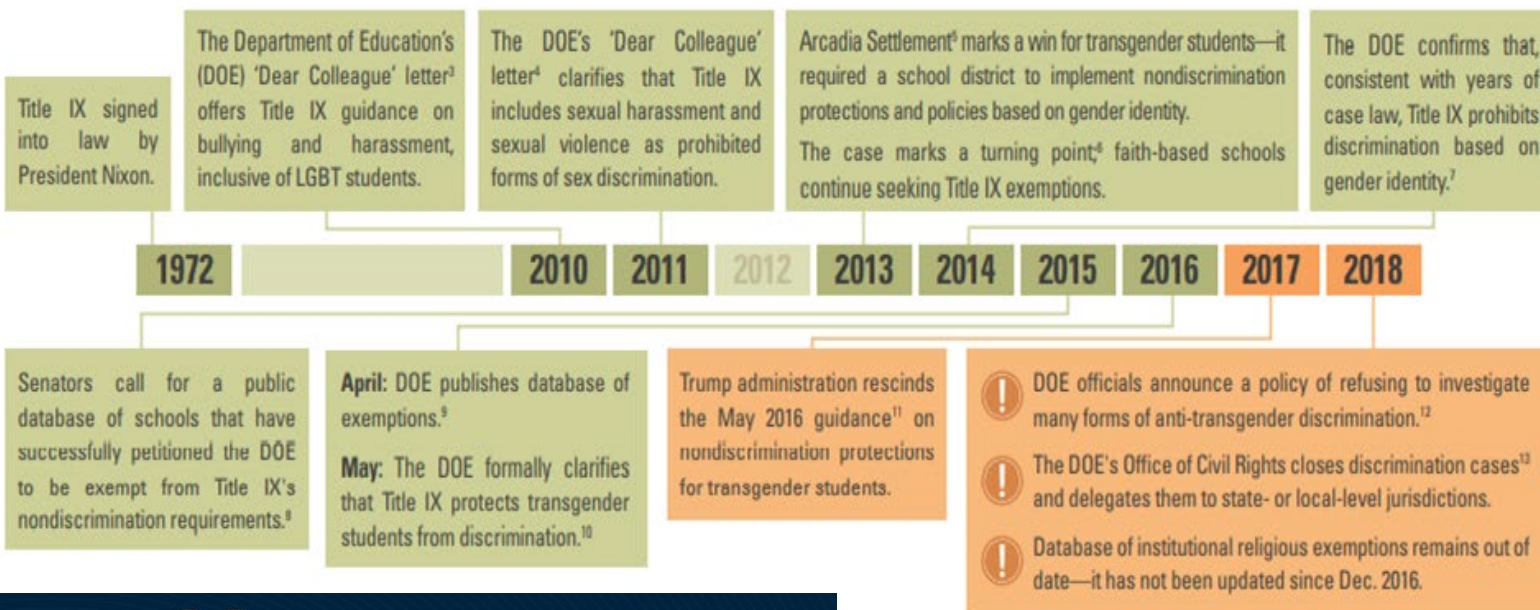 Title IX signed
into law by
President Nixon.
The Department of Education's
(DOE) 'Dear Colleague' letter³
offers Title IX guidance on
bullying and harassment,
inclusive of LGBT students.
The DOE's 'Dear Colleague'
letter⁴ clarifies that Title IX
includes sexual harassment and
sexual violence as prohibited
forms of sex discrimination.
Arcadia Settlement⁵ marks a win for transgender students—it
required a school district to implement nondiscrimination
protections and policies based on gender identity.
The case marks a turning point;⁶ faith-based schools
continue seeking Title IX exemptions.
The DOE confirms that,
consistent with years of
case law, Title IX prohibits
discrimination based on
gender identity.⁷
1972
2010
2011
2012
2013
2014
2015
2016
2017
2018
Senators call for a public
database of schools that have
successfully petitioned the DOE
to be exempt from Title IX's
nondiscrimination requirements.⁸
April: DOE publishes database of
exemptions.⁹
May: The DOE formally clarifies
that Title IX protects transgender
students from discrimination.¹⁰
Trump administration rescinds
the May 2016 guidance¹¹ on
nondiscrimination protections
for transgender students.
! DOE officials announce a policy of refusing to investigate
many forms of anti-transgender discrimination.¹²
! The DOE's Office of Civil Rights closes discrimination cases¹³
and delegates them to state- or local-level jurisdictions.
! Database of institutional religious exemptions remains out of
date—it has not been updated since Dec. 2016.